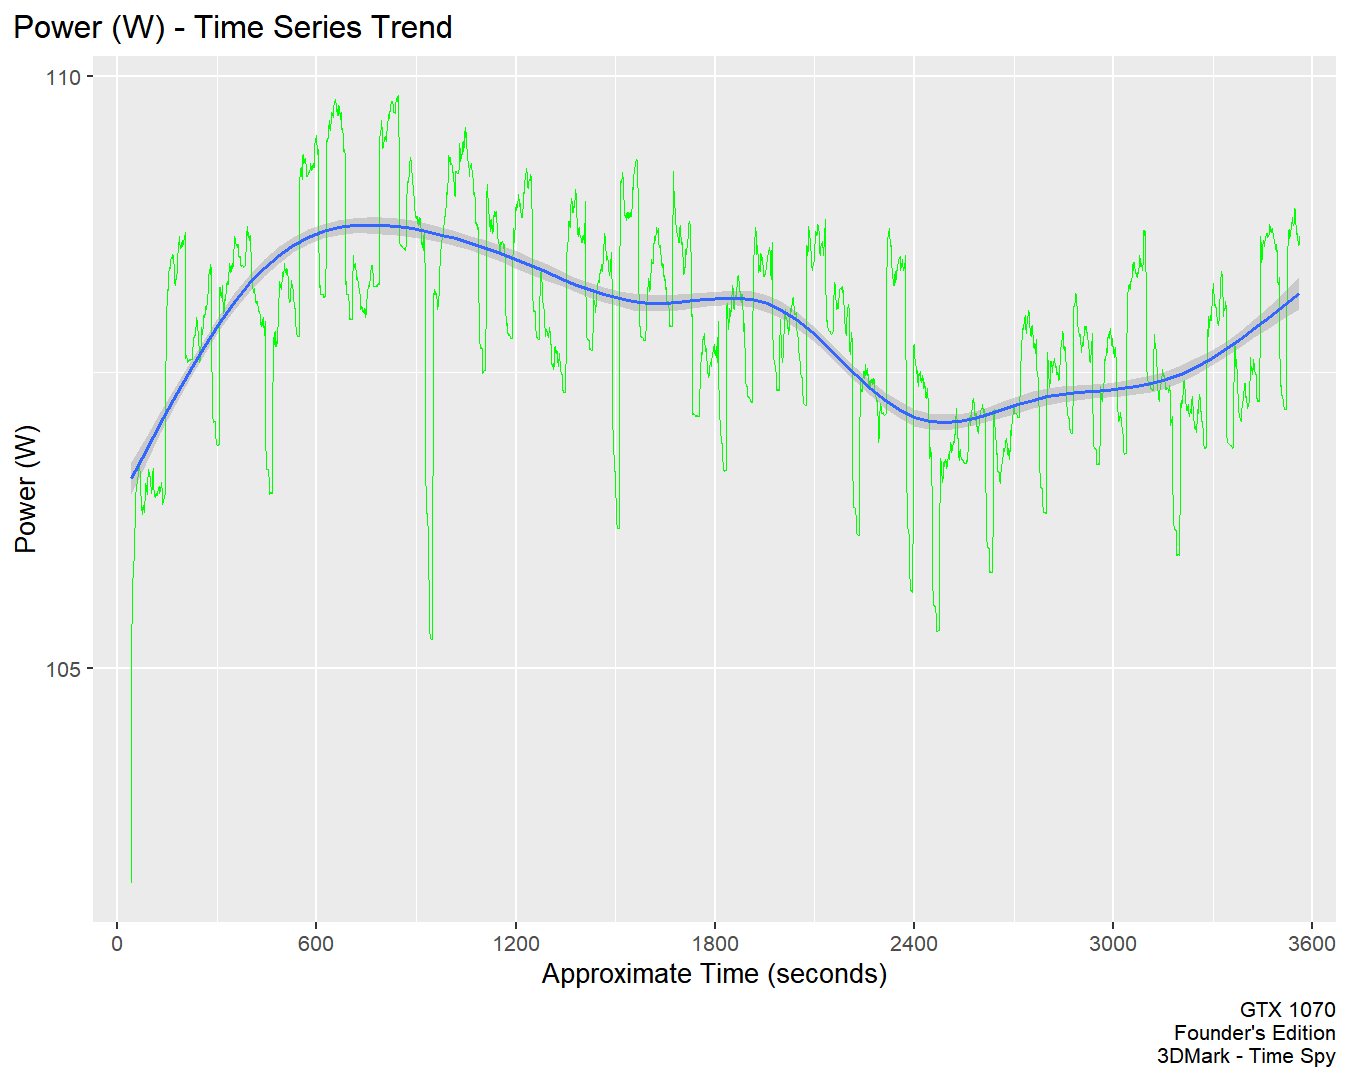 Power (W) - Time Series Trend
110
105
Power (W)
0 600 1200 1800 2400 3000 3600
Approximate Time (seconds)
GTX 1070
Founder's Edition
3DMark - Time Spy